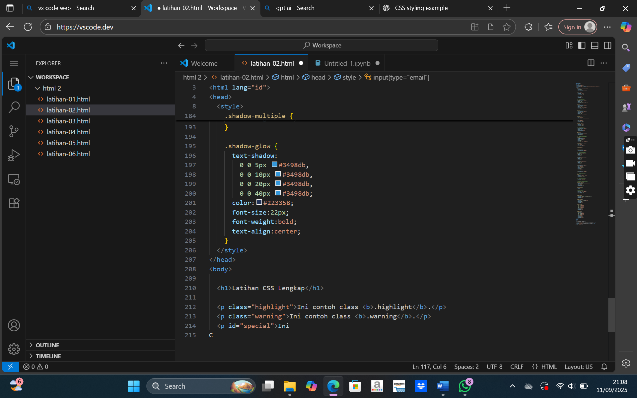 vscode web - Search
latihan-02.html - Workspace
gpt ai - Search
CSS styling example
https://vscode.dev
Sign in
Workspace
EXPLORER
WORKSPACE
html 2
latihan-01.html
latihan-02.html
latihan-03.html
latihan-04.html
latihan-05.html
latihan-06.html
OUTLINE
TIMELINE
Welcome
latihan-02.html
Untitled-1.ipynb
html 2 > latihan-02.html > html > head > style > input[type="email"]
3 <html lang="id">
4 <head>
8 <style>
184 .shadow-multiple {
193 }
194
195 .shadow-glow {
196 text-shadow:
197 0 0 5px #3498db,
198 0 0 10px #3498db,
199 0 0 20px #3498db,
200 0 0 40px #3498db;
201
202 font-size:22px;
203 font-weight:bold;
204 text-align:center;
205 }
206 </style>
207 </head>
208 <body>
209
210 <h1>Latihan CSS Lengkap</h1>
211
212 <p class="highlight">Ini contoh class <b>.highlight</b>.</p>
213 <p class="warning">Ini contoh class <b>.warning</b>.</p>
214 <p id="special">Ini
215 C
0 0
Ln 117, Col 6
Spaces: 2
UTF-8
CRLF
HTML
Layout: US
Search
21.08
11/09/2025